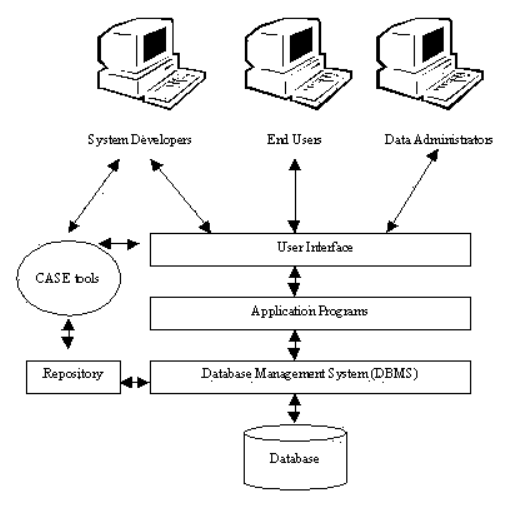 System Developers
End Users
Data Administrators
User Interface
CASE tools
Application Programs
Repository
Database Management System (DBMS)
Database